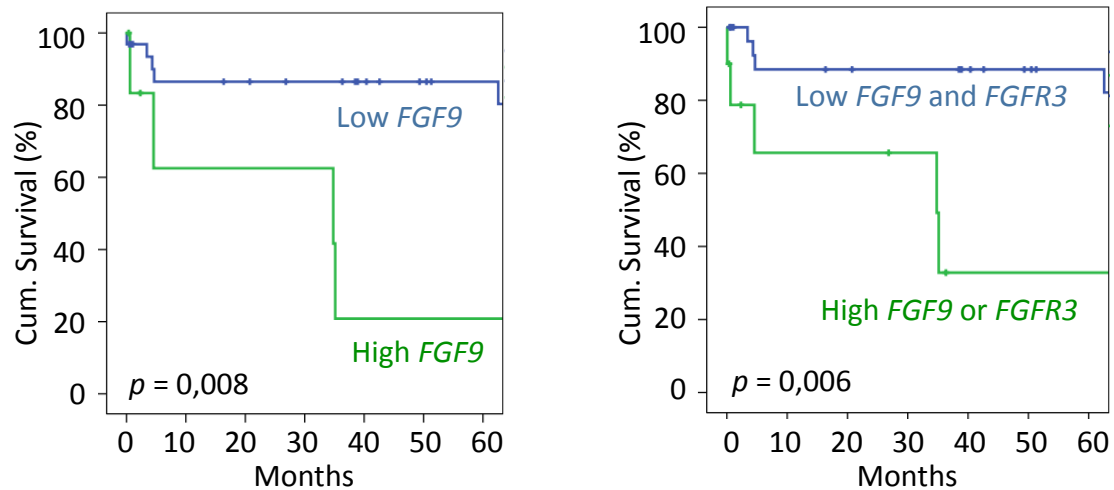 Cum. Survival (%)
100
80
60
40
20
0
Low FGF9
High FGF9
p = 0,008
0 10 20 30 40 50 60
Months
Cum. Survival (%)
100
80
60
40
20
0
Low FGF9 and FGFR3
High FGF9 or FGFR3
p = 0,006
0 10 20 30 40 50 60
Months